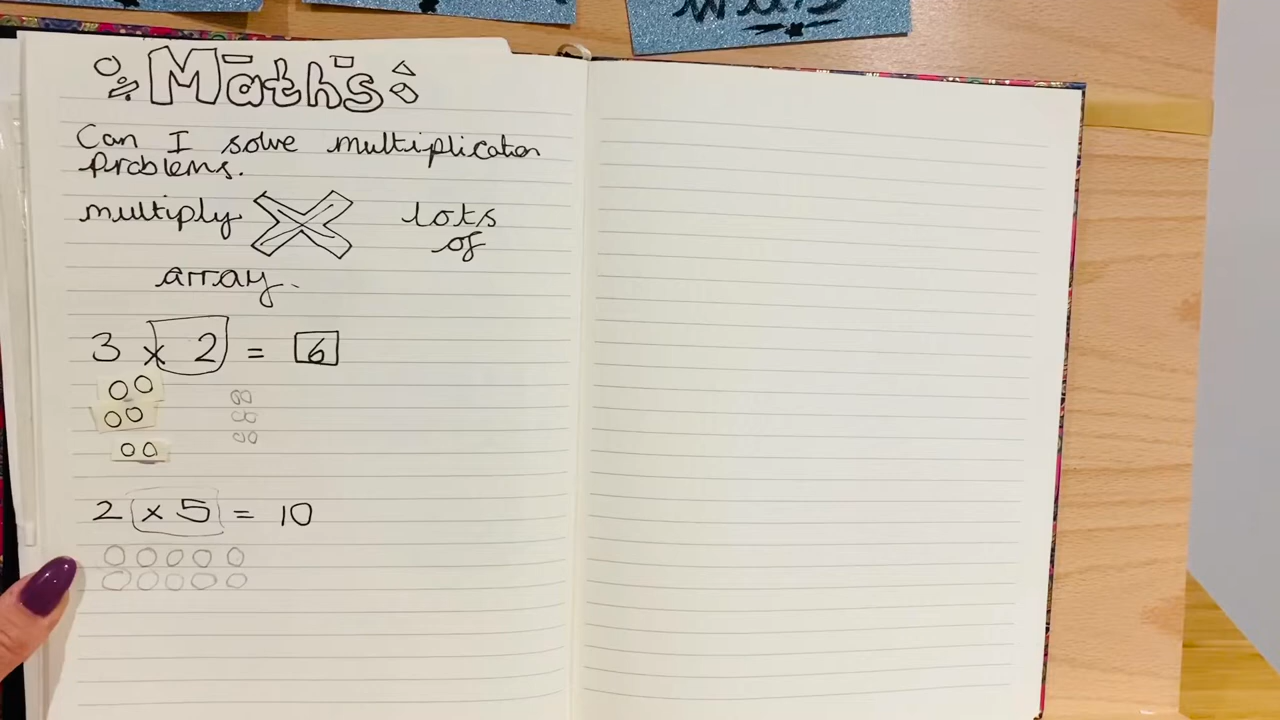 Maths
Can I solve multiplication
problems.
multiply × lots
of
array.
3 × 2 = 6
2 × 5 = 10